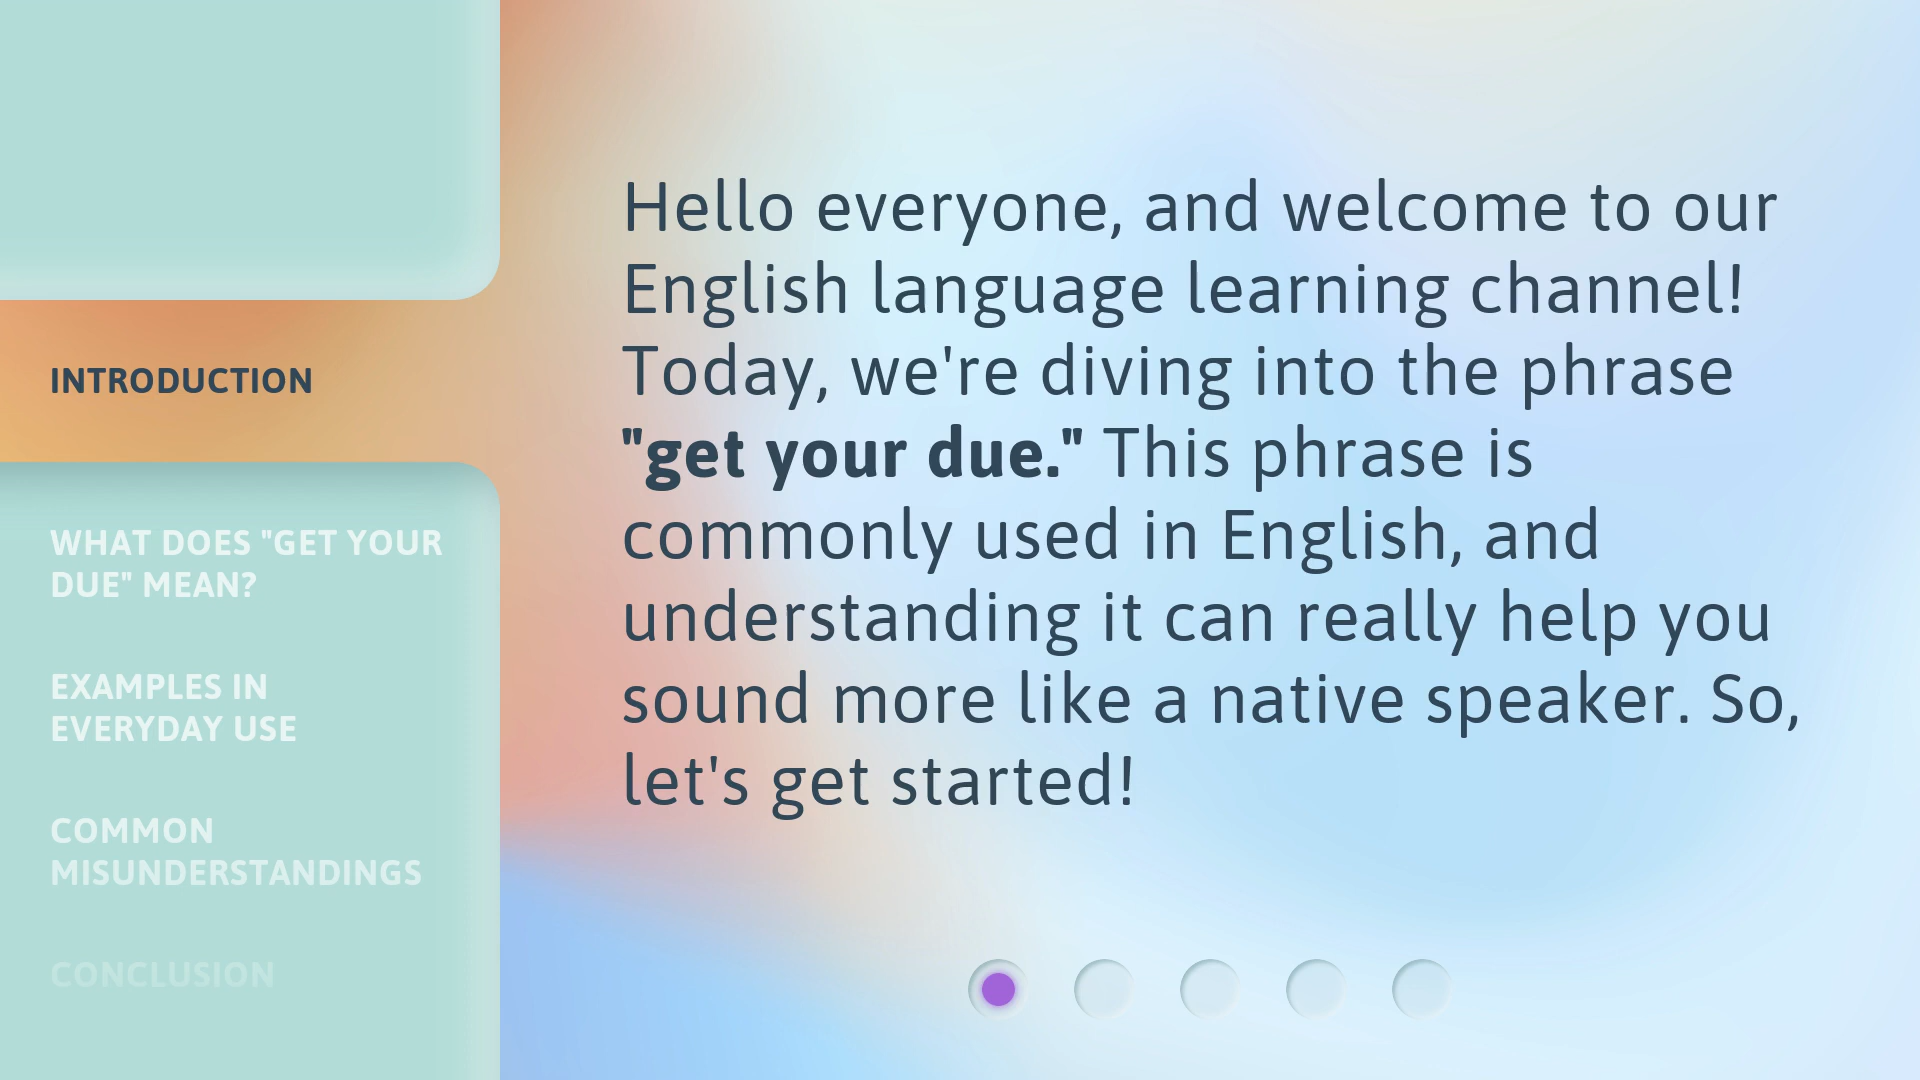 INTRODUCTION
WHAT DOES "GET YOUR
DUE" MEAN?
EXAMPLES IN
EVERYDAY USE
COMMON
MISUNDERSTANDINGS
CONCLUSION
Hello everyone, and welcome to our
English language learning channel!
Today, we're diving into the phrase
"get your due." This phrase is
commonly used in English, and
understanding it can really help you
sound more like a native speaker. So,
let's get started!